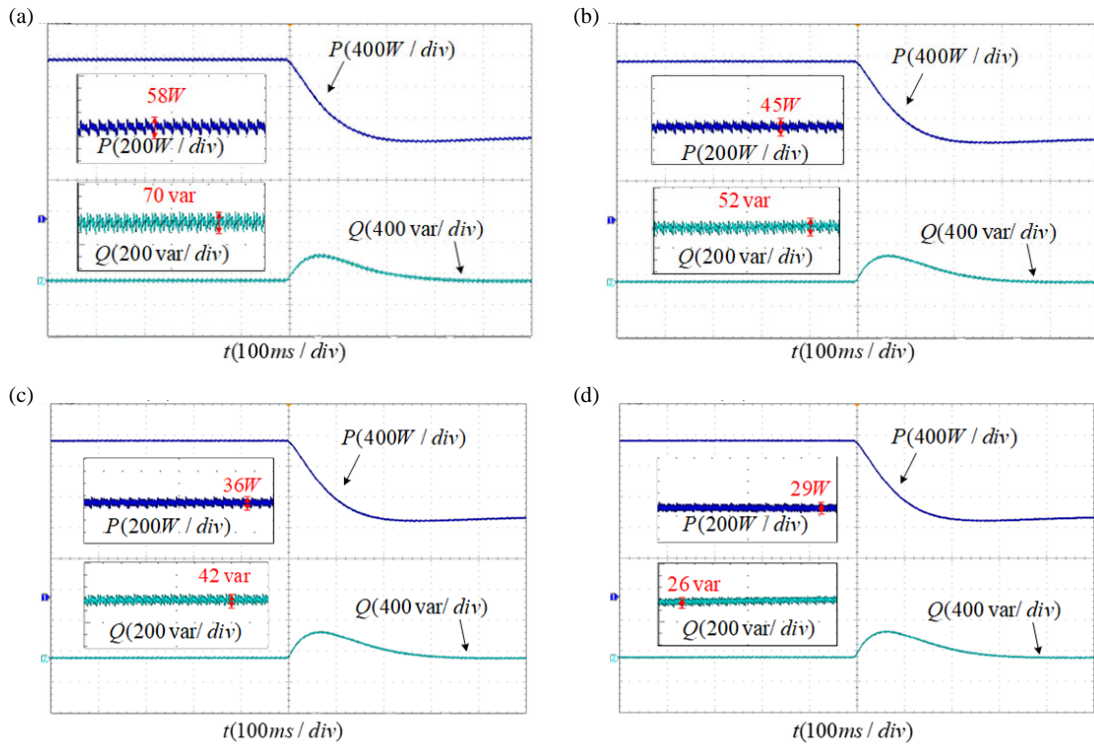 (a)
P(400W / div)
58W
P(200W / div)
70 var
Q(200 var/ div)
Q(400 var/ div)
t(100ms / div)
(b)
P(400W / div)
45W
P(200W / div)
52 var
Q(200 var/ div)
Q(400 var/ div)
t(100ms / div)
(c)
P(400W / div)
36W
P(200W / div)
42 var
Q(200 var/ div)
Q(400 var/ div)
t(100ms / div)
(d)
P(400W / div)
29W
P(200W / div)
26 var
Q(200 var/ div)
Q(400 var/ div)
t(100ms / div)